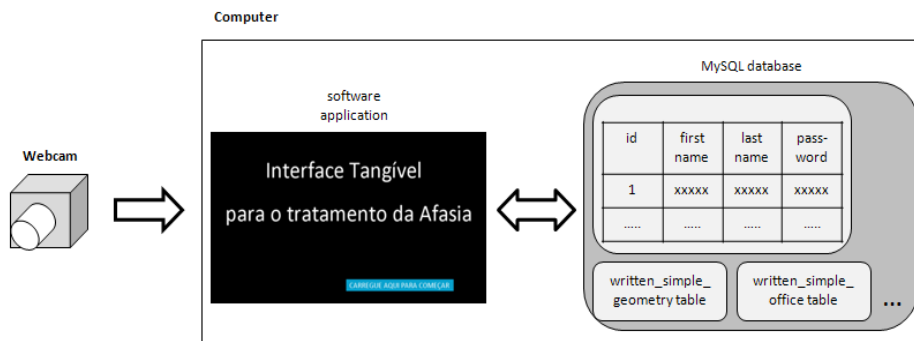 Computer
MySQL database
software
application
Webcam
Interface Tangível
para o tratamento da Afasia
CARREGUE AQUI PARA COMEÇAR
id first name last name pass-word
1 xxxxx xxxxx xxxxx
..... ..... ..... .....
written_simple_
geometry table
written_simple_
office table
...